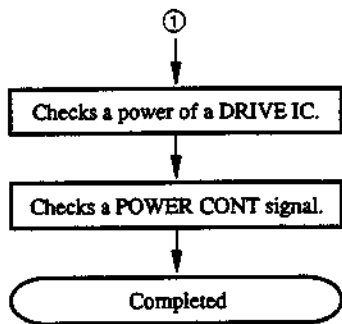 ①
Checks a power of a DRIVE IC.
Checks a POWER CONT signal.
Completed